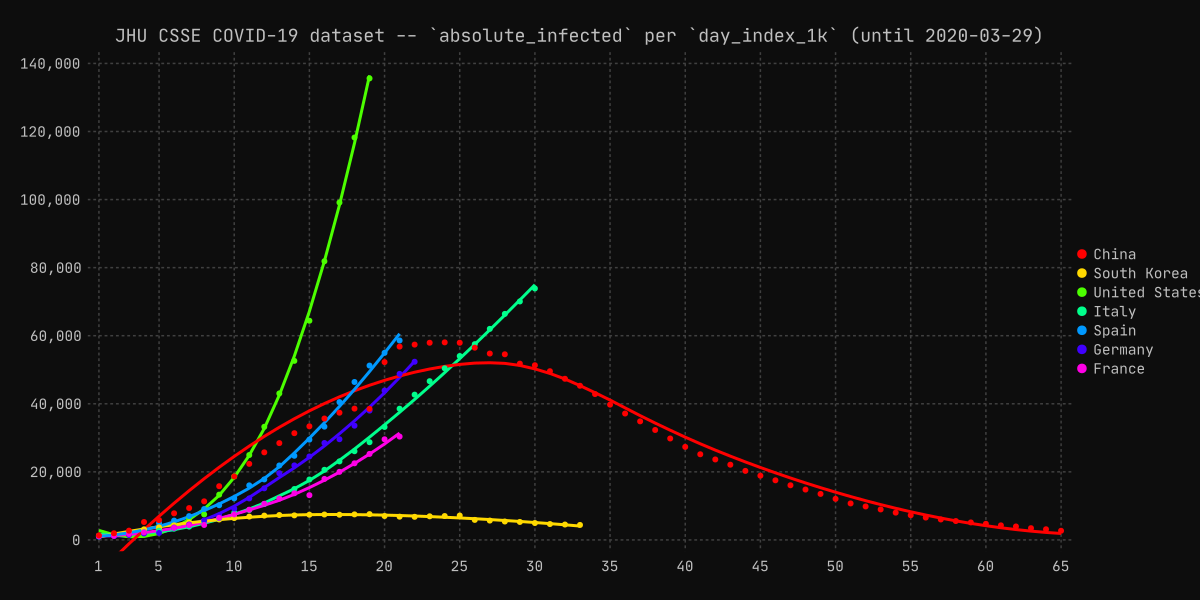 JHU CSSE COVID-19 dataset -- `absolute_infected` per `day_index_1k` (until 2020-03-29)
140,000
120,000
100,000
80,000
60,000
40,000
20,000
0
1 5 10 15 20 25 30 35 40 45 50 55 60 65
China
South Korea
United States
Italy
Spain
Germany
France